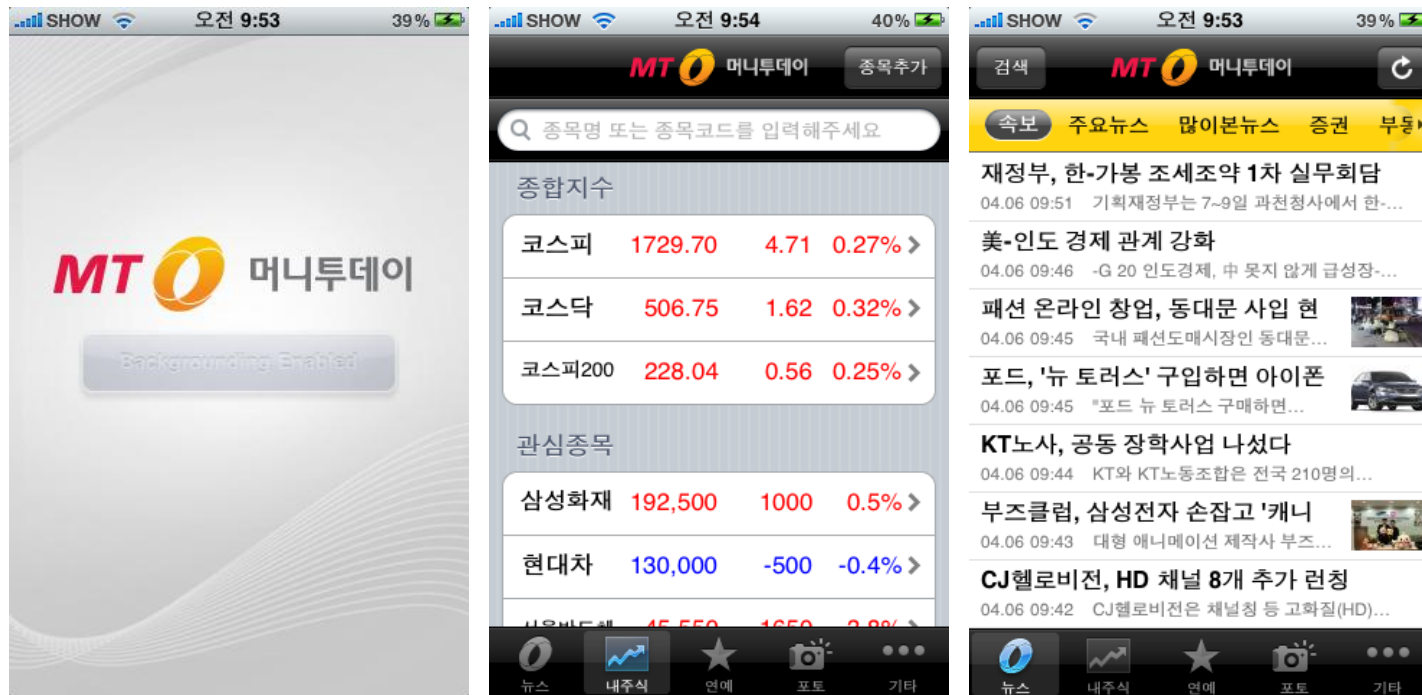 SHOW 오전 9:53 39%
MT 머니투데이
Backgrounding Enabled
SHOW 오전 9:54 40%
MT 머니투데이 종목추가
종목명 또는 종목코드를 입력해주세요
종합지수
코스피 1729.70 4.71 0.27%
코스닥 506.75 1.62 0.32%
코스피200 228.04 0.56 0.25%
관심종목
삼성화재 192,500 1000 0.5%
현대차 130,000 -500 -0.4%
45,550 1650 3.8%
뉴스 내주식 연예 포토 기타
SHOW 오전 9:53 39%
검색 MT 머니투데이
속보 주요뉴스 많이본뉴스 증권
재정부, 한-가봉 조세조약 1차 실무회담
04.06 09:51 기획재정부는 7~9일 과천청사에서 한-...
美-인도 경제 관계 강화
04.06 09:46 -G 20 인도경제, 中 못지 않게 급성장-...
패션 온라인 창업, 동대문 사입 현
04.06 09:45 국내 패션도매시장인 동대문...
포드, '뉴 토러스' 구입하면 아이폰
04.06 09:45 "포드 뉴 토러스 구매하면...
KT노사, 공동 장학사업 나섰다
04.06 09:44 KT와 KT노동조합은 전국 210명의...
부즈클럽, 삼성전자 손잡고 '캐니
04.06 09:43 대형 애니메이션 제작사 부즈...
CJ헬로비전, HD 채널 8개 추가 런칭
04.06 09:42 CJ헬로비전은 채널칭 등 고화질(HD)...
뉴스 내주식 연예 포토 기타